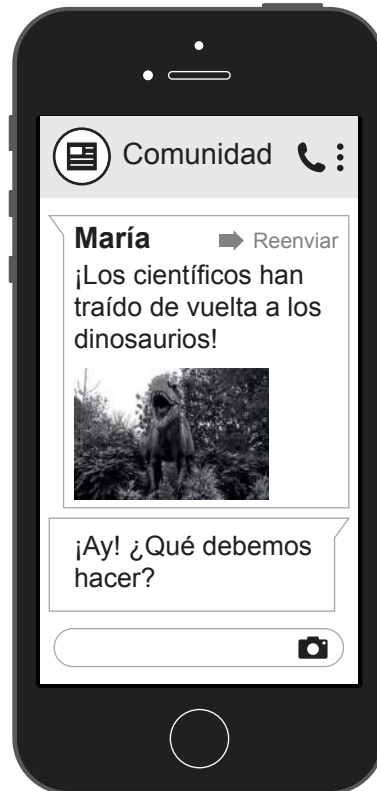 Comunidad
María Reenviar
¡Los científicos han
traído de vuelta a los
dinosaurios!
¡Ay! ¿Qué debemos
hacer?